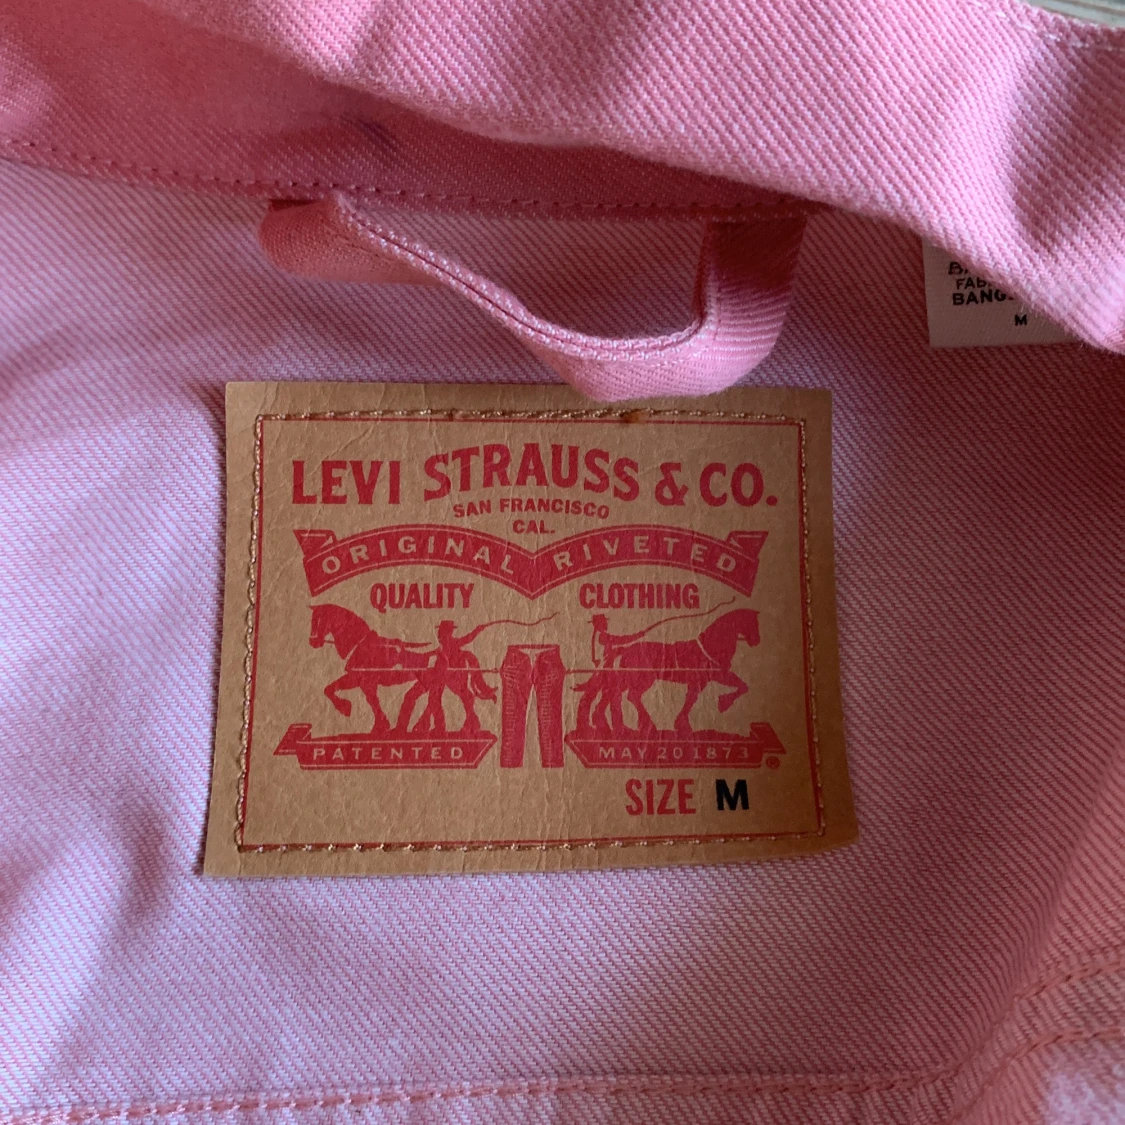 LEVI STRAUSS & CO.
SAN FRANCISCO
CAL.
ORIGINAL RIVETED
QUALITY CLOTHING
PATENTED MAY 20 1873 ®
SIZE M
M